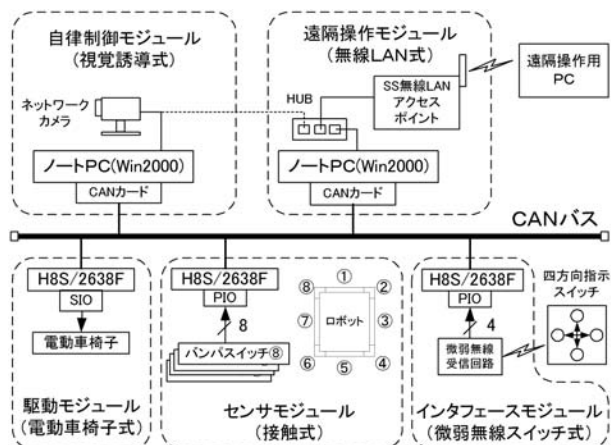 自律制御モジュール
(視覚誘導式)
遠隔操作モジュール
(無線LAN式)
遠隔操作用
PC
ネットワーク
カメラ
HUB
SS無線LAN
アクセス
ポイント
ノートPC(Win2000)
CANカード
ノートPC(Win2000)
CANカード
CANバス
H8S/2638F
SIO
電動車椅子
駆動モジュール
(電動車椅子式)
H8S/2638F
PIO
8
バンパスイッチ⑧
ロボット
①
②
③
④
⑤
⑥
⑦
⑧
センサモジュール
(接触式)
H8S/2638F
PIO
4
微弱無線
受信回路
四方向指示
スイッチ
インタフェースモジュール
(微弱無線スイッチ式)